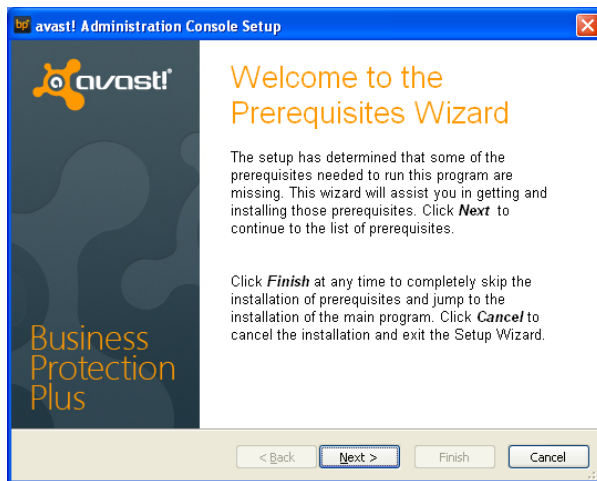 bp avast! Administration Console Setup
avast!
Welcome to the
Prerequisites Wizard
The setup has determined that some of the
prerequisites needed to run this program are
missing. This wizard will assist you in getting and
installing those prerequisites. Click Next to
continue to the list of prerequisites.
Click Finish at any time to completely skip the
installation of prerequisites and jump to the
installation of the main program. Click Cancel to
cancel the installation and exit the Setup Wizard.
Business
Protection
Plus
< Back Next > Finish Cancel